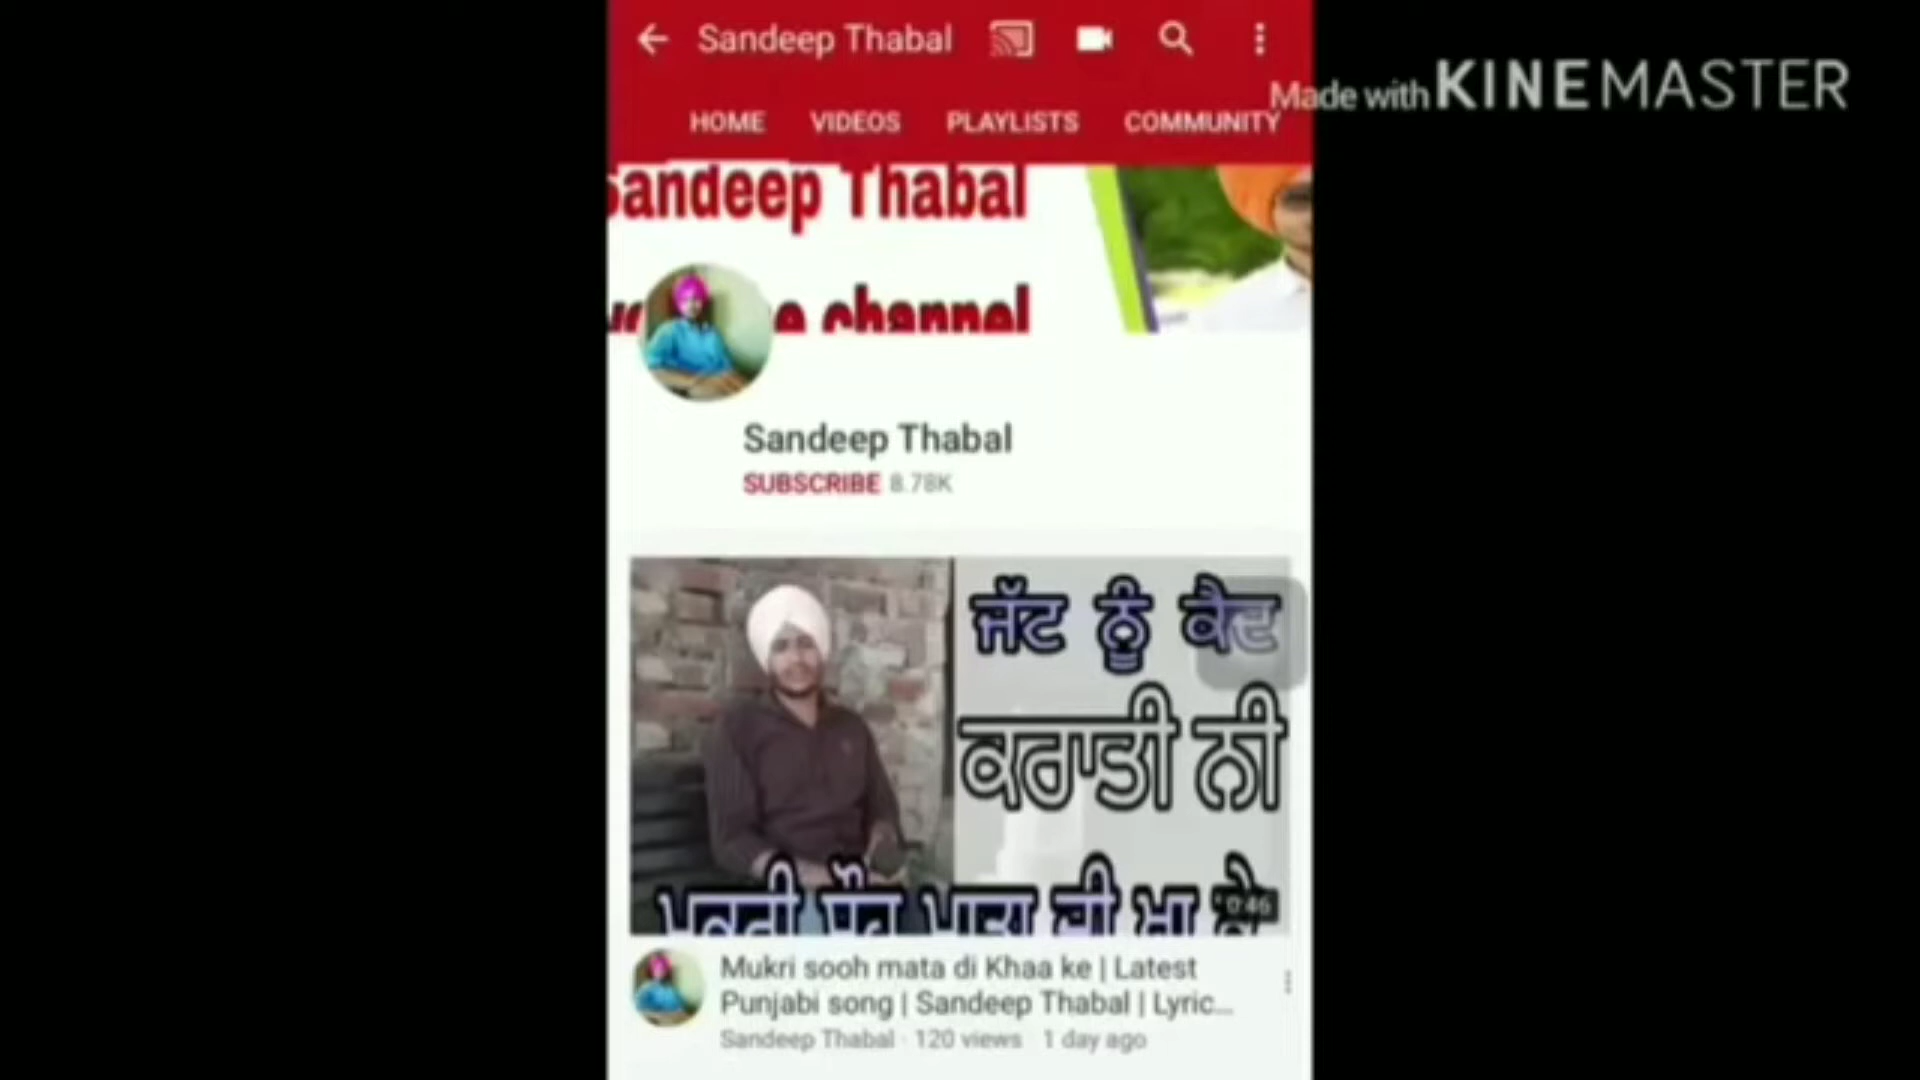 Sandeep Thabal
Made with KINEMASTER
HOME VIDEOS PLAYLISTS COMMUNITY
Sandeep Thabal
channel
Sandeep Thabal
SUBSCRIBE 8.78K
ਜੱਟ ਨੂੰ ਕੈਦ
ਕਰਾਤੀ ਨੀ
0:46
Mukri sooh mata di Khaa ke | Latest
Punjabi song | Sandeep Thabal | Lyric...
Sandeep Thabal · 120 views · 1 day ago